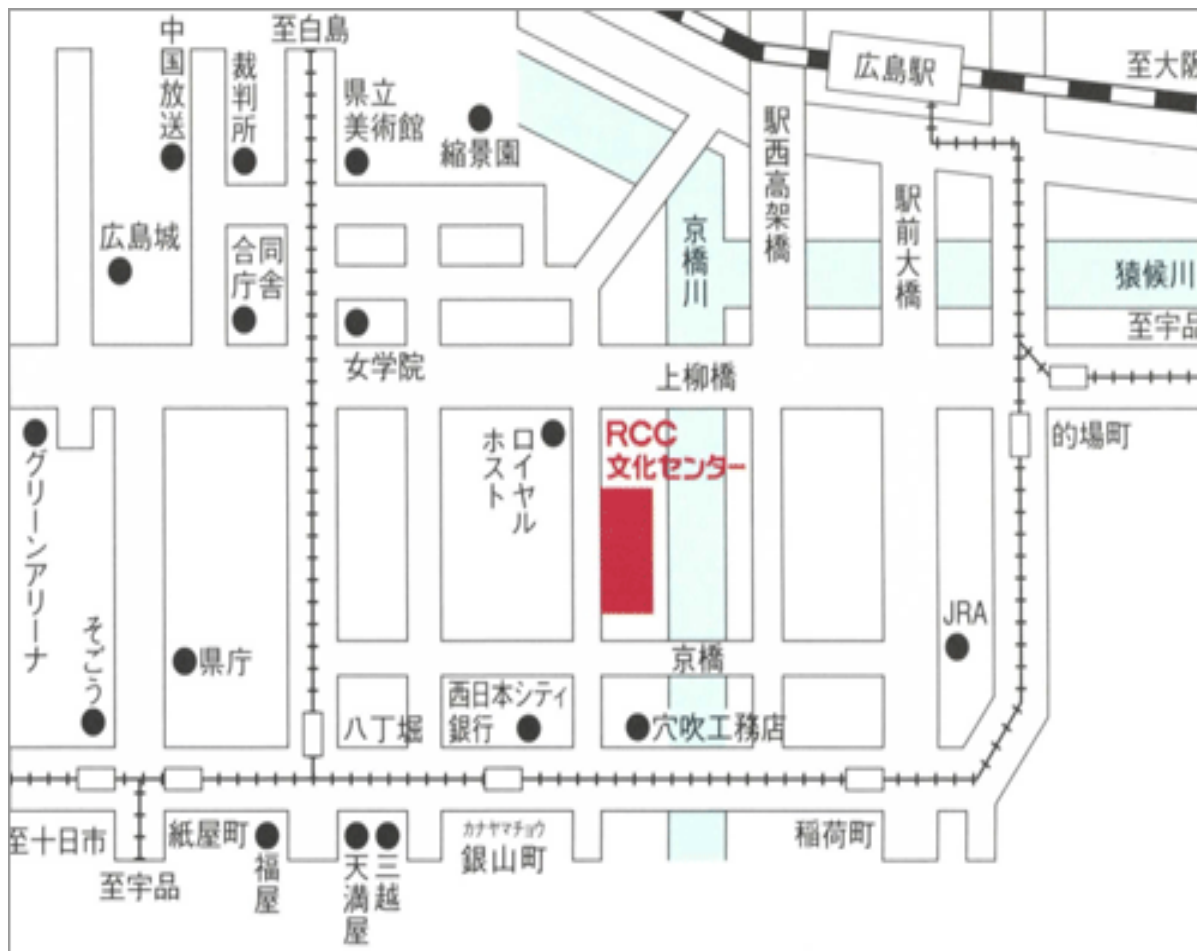 至白島
中国放送
裁判所
県立
美術館
縮景園
広島駅
至大阪
駅西高架橋
京橋川
駅前大橋
猿候川
至宇品
広島城
合同
庁舎
女学院
上柳橋
的場町
グリーンアリーナ
ロイヤル
ホスト
RCC
文化センター
そごう
県庁
八丁堀
西日本シティ
銀行
京橋
穴吹工務店
JRA
至十日市
紙屋町
至宇品
福屋
天満屋
三越
カナヤマチョウ
銀山町
稲荷町